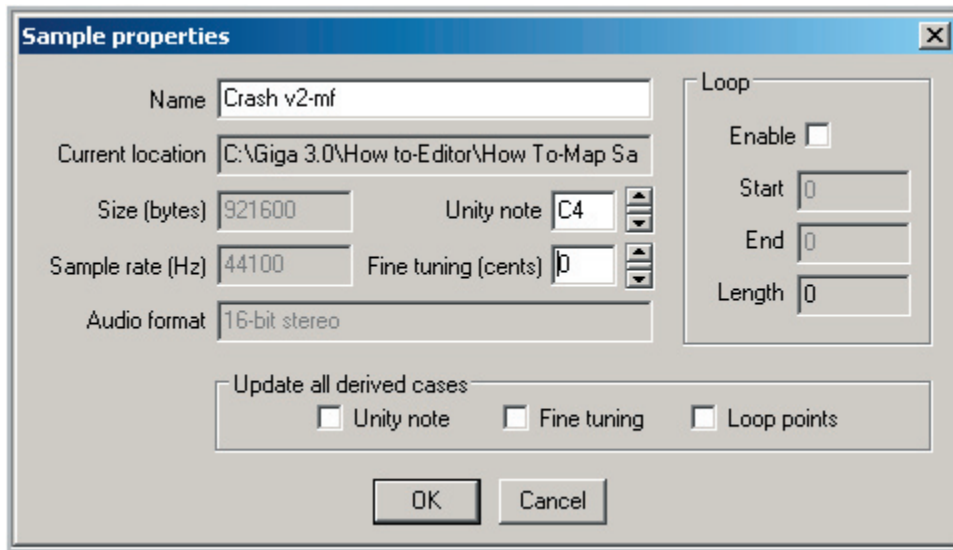 Sample properties
Name Crash v2-mf
Current location C:\Giga 3.0\How to-Editor\How To-Map Sa
Size (bytes) 921600
Unity note C4
Sample rate (Hz) 44100
Fine tuning (cents) 0
Audio format 16-bit stereo
Loop
Enable
Start 0
End 0
Length 0
Update all derived cases
Unity note Fine tuning Loop points
OK Cancel